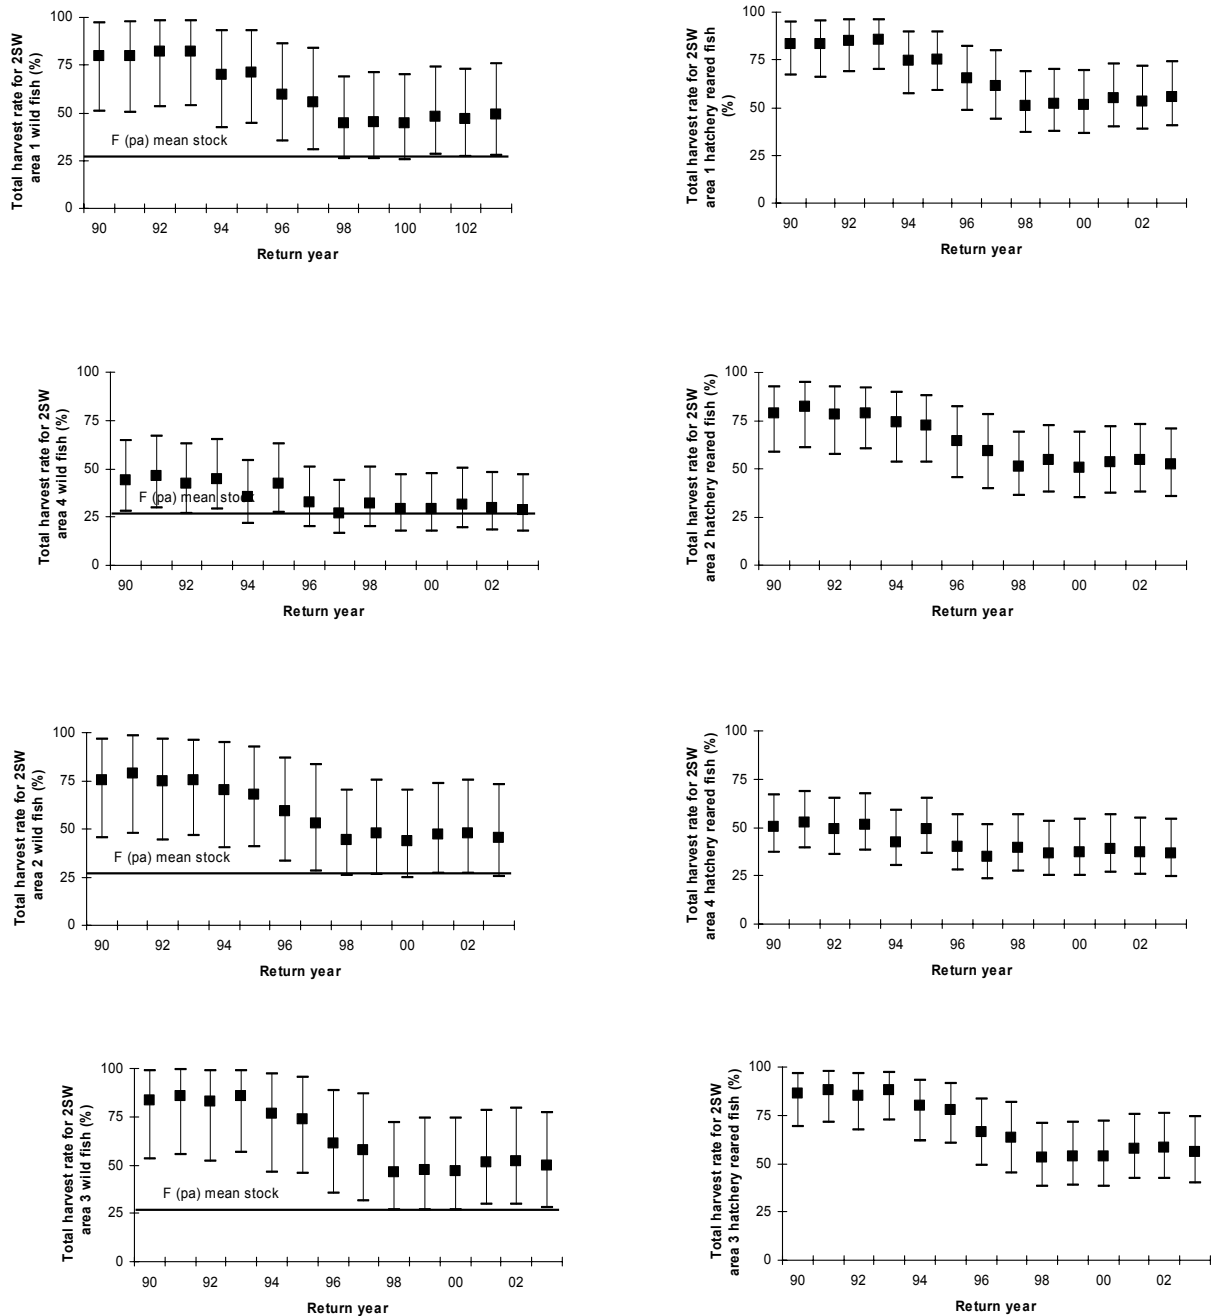 Total harvest rate for 2SW
area 1 wild fish (%)
100
75
50
25
0
F (pa) mean stock
90 92 94 96 98 100 102
Return year
Total harvest rate for 2SW
area 1 hatchery reared fish
(%)
100
75
50
25
0
90 92 94 96 98 00 02
Return year
Total harvest rate for 2SW
area 4 wild fish (%)
100
75
50
25
0
F (pa) mean stock
90 92 94 96 98 00 02
Return year
Total harvest rate for 2SW
area 2 hatchery reared fish (%)
100
75
50
25
0
90 92 94 96 98 00 02
Return year
Total harvest rate for 2SW
area 2 wild fish (%)
100
75
50
25
0
F (pa) mean stock
90 92 94 96 98 00 02
Return year
Total harvest rate for 2SW
area 4 hatchery reared fish (%)
100
75
50
25
0
90 92 94 96 98 00 02
Return year
Total harvest rate for 2SW
area 3 wild fish (%)
100
75
50
25
0
F (pa) mean stock
90 92 94 96 98 00 02
Return year
Total harvest rate for 2SW
area 3 hatchery reared fish (%)
100
75
50
25
0
90 92 94 96 98 00 02
Return year